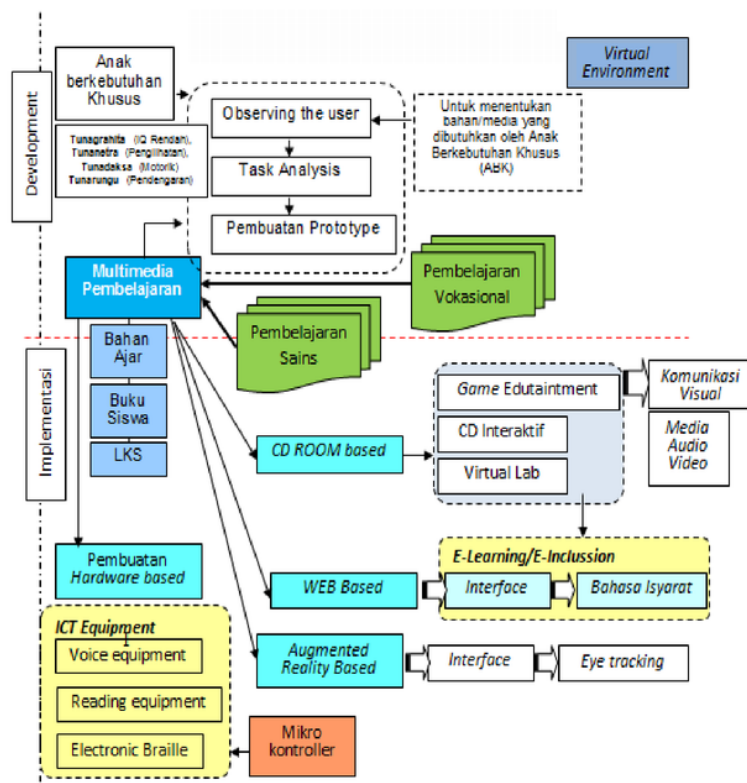 Development
Anak
berkebutuhan
Khusus
Tunagrahita (IQ Rendah),
Tunanetra (Penglihatan),
Tunadaksa (Motorik)
Tunarungu (Pendengaran)
Observing the user
Task Analysis
Pembuatan Prototype
Untuk menentukan
bahan/media yang
dibutuhkan oleh Anak
Berkebutuhan Khusus
(ABK)
Virtual
Environment
Multimedia
Pembelajaran
Pembelajaran
Vokasional
Pembelajaran
Sains
Implementasi
Bahan
Ajar
Buku
Siswa
LKS
CD ROOM based
Game Edutaintment
CD Interaktif
Virtual Lab
Komunikasi
Visual
Media
Audio
Video
Pembuatan
Hardware based
WEB Based
E-Learning/E-Inclussion
Interface
Bahasa Isyarat
Augmented
Reality Based
Interface
Eye tracking
ICT Equipment
Voice equipment
Reading equipment
Electronic Braille
Mikro
kontroller